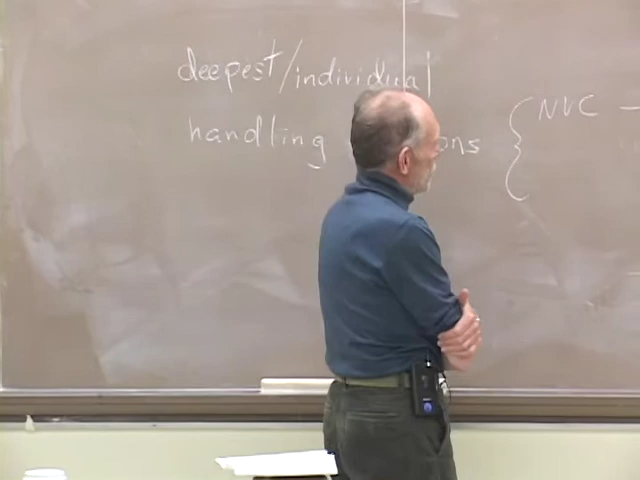 deepest/individual
handling ons { NVC –